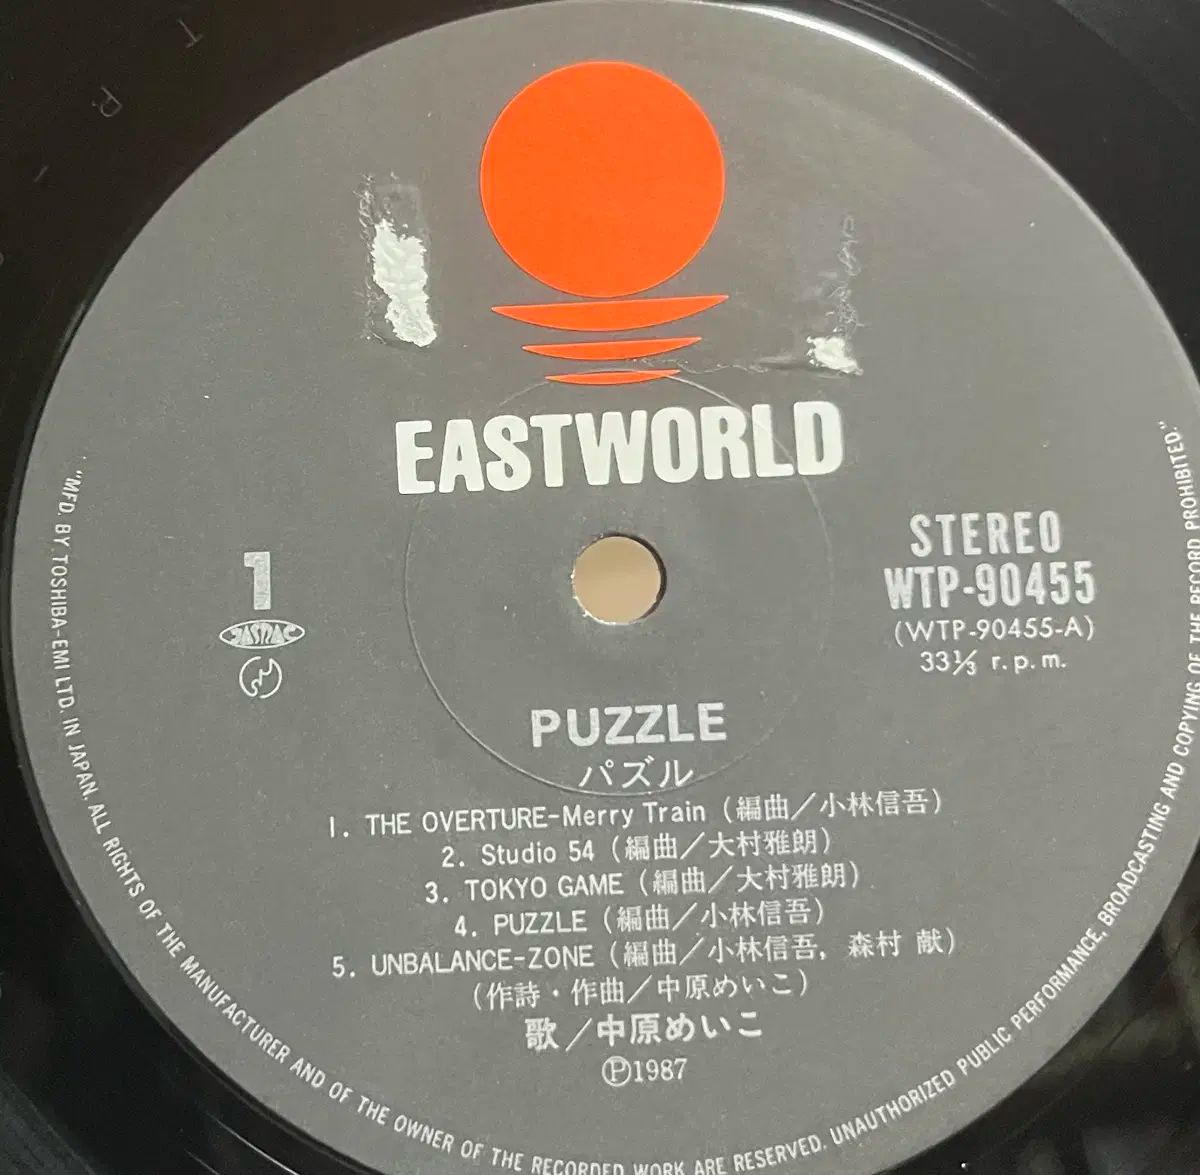 EASTWORLD
1
JASRAC
STEREO
WTP-90455
(WTP-90455-A)
33⅓ r.p.m.
PUZZLE
パズル
1. THE OVERTURE-Merry Train (編曲/小林信吾)
2. Studio 54 (編曲/大村雅朗)
3. TOKYO GAME (編曲/大村雅朗)
4. PUZZLE (編曲/小林信吾)
5. UNBALANCE-ZONE (編曲/小林信吾, 森村 献)
(作詩・作曲/中原めいこ)
歌/中原めいこ
Ⓟ1987
"MFD. BY TOSHIBA-EMI LTD. IN JAPAN. ALL RIGHTS OF THE MANUFACTURER AND OF THE OWNER OF THE RECORDED WORK ARE RESERVED. UNAUTHORIZED PUBLIC PERFORMANCE, BROADCASTING AND COPYING OF THE RECORD PROHIBITED."